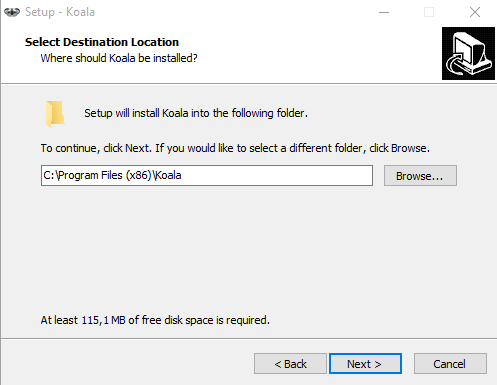 Setup - Koala
Select Destination Location
Where should Koala be installed?
Setup will install Koala into the following folder.
To continue, click Next. If you would like to select a different folder, click Browse.
C:\Program Files (x86)\Koala
Browse...
At least 115,1 MB of free disk space is required.
< Back
Next >
Cancel